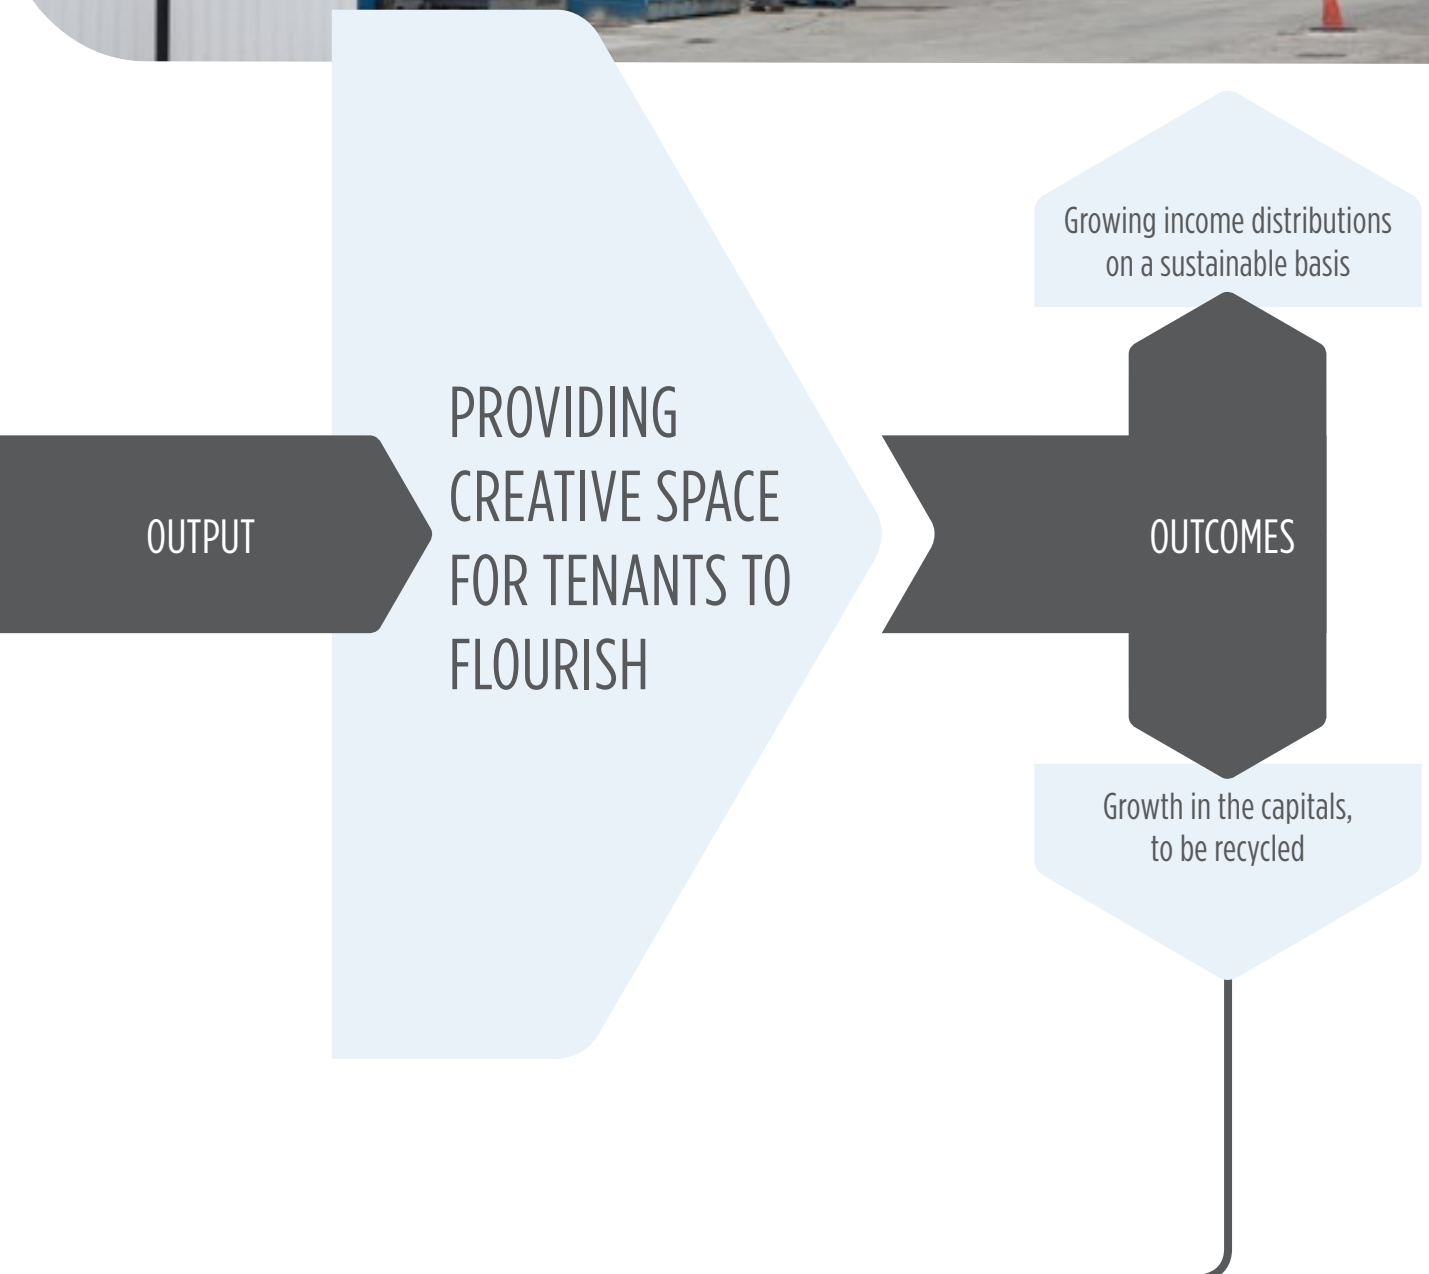 OUTPUT
PROVIDING
CREATIVE SPACE
FOR TENANTS TO
FLOURISH
OUTCOMES
Growing income distributions
on a sustainable basis
Growth in the capitals,
to be recycled